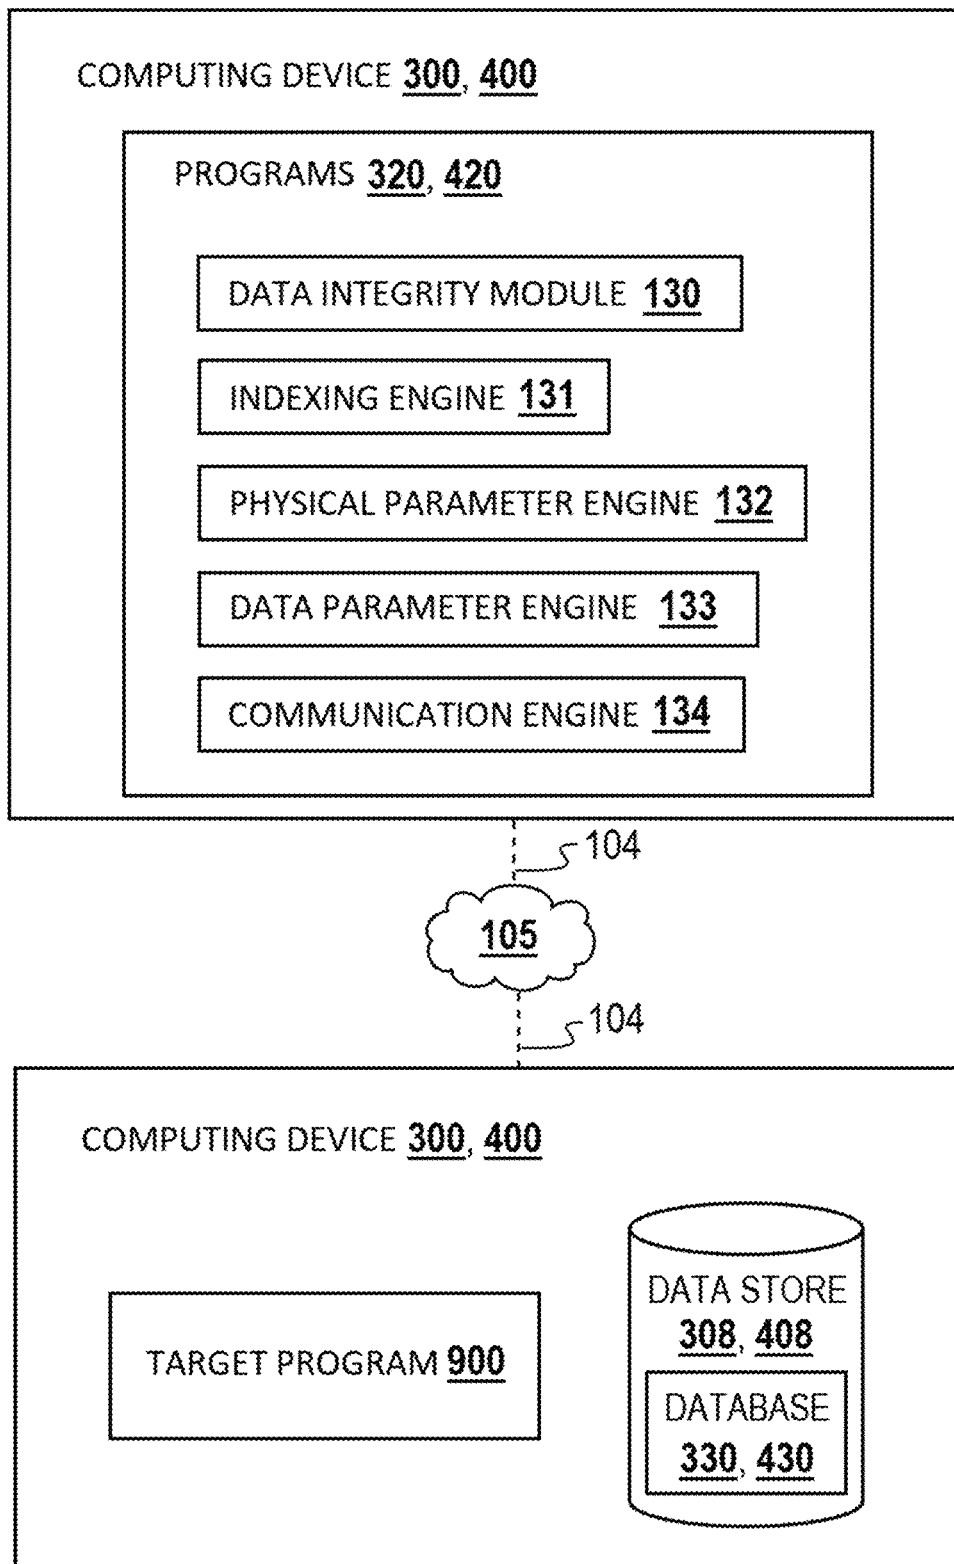 COMPUTING DEVICE 300, 400
PROGRAMS 320, 420
DATA INTEGRITY MODULE 130
INDEXING ENGINE 131
PHYSICAL PARAMETER ENGINE 132
DATA PARAMETER ENGINE 133
COMMUNICATION ENGINE 134
104
105
104
COMPUTING DEVICE 300, 400
TARGET PROGRAM 900
DATA STORE
308, 408
DATABASE
330, 430